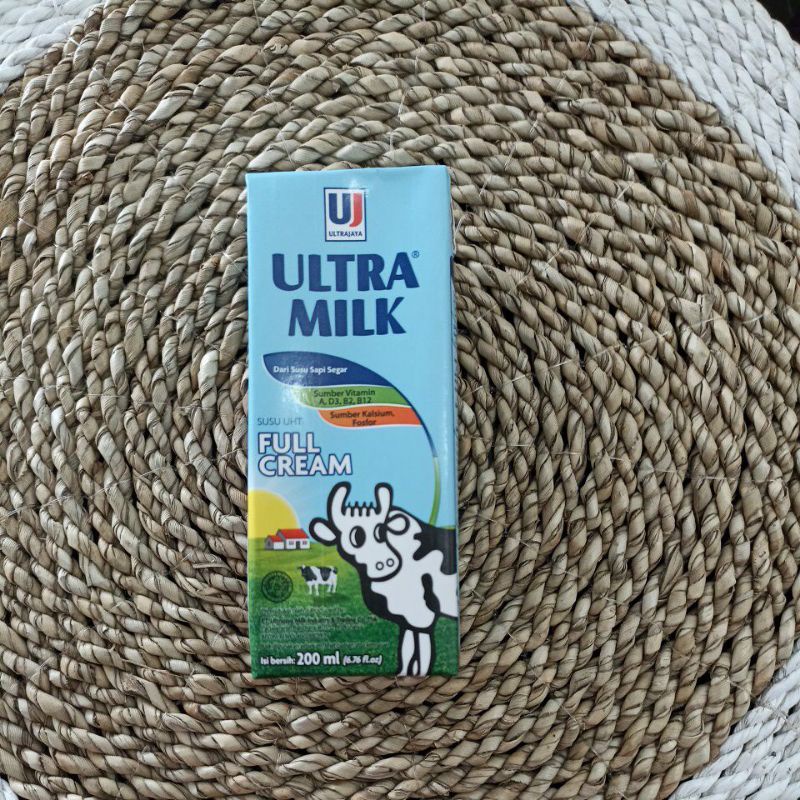 UJ
ULTRAJAYA
ULTRA®
MILK
Dari Susu Sapi Segar
Sumber Vitamin
A, D3, B2, B12
Sumber Kalsium,
Fosfor
SUSU UHT
FULL
CREAM
Isi bersih: 200 ml (6.76 fl.oz)